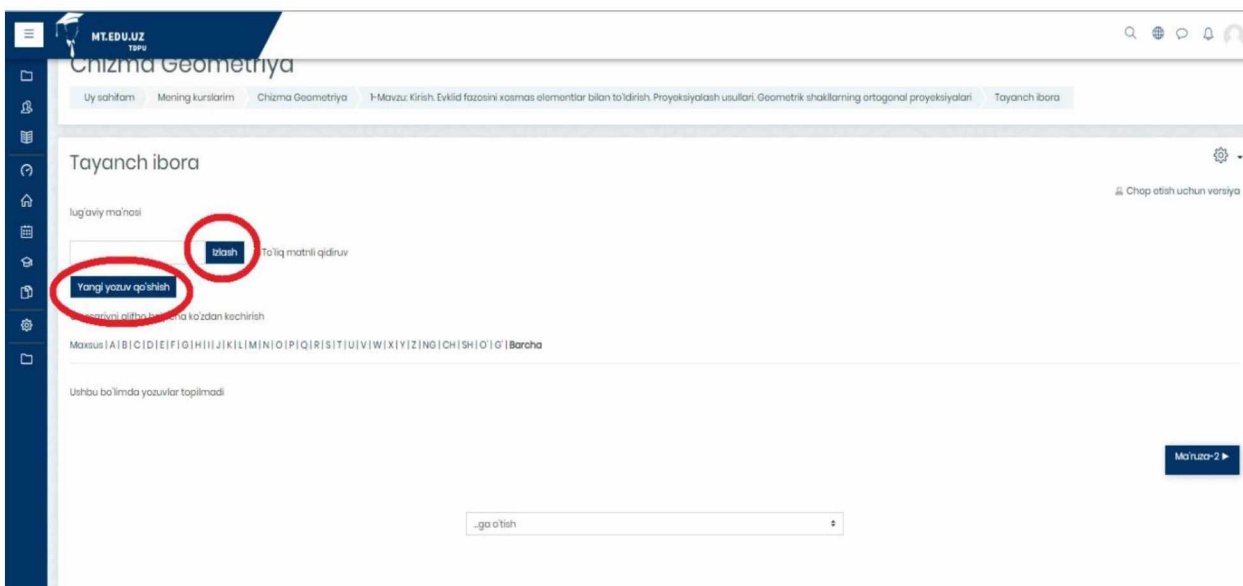 MT.EDU.UZ
TDPU
Chizma Geometriya
Uy sahifam Mening kurslarim Chizma Geometriya 1-Mavzu: Kirish. Evklid fazosini xosmas elementlar bilan to'ldirish. Proyeksiyalash usullari. Geometrik shakllarning ortogonal proyeksiyalari Tayanch ibora
Tayanch ibora
Chop etish uchun versiya
lug'aviy ma'nosi
Izlash To'liq matnli qidiruv
Yangi yozuv qo'shish
ko'zdan kechirish
Maxsus | A | B | C | D | E | F | G | H | I | J | K | L | M | N | O | P | Q | R | S | T | U | V | W | X | Y | Z | NG | CH | SH | O' | G' | Barcha
Ushbu bo'limda yozuvlar topilmadi
Ma'ruza-2 ►
...ga o'tish